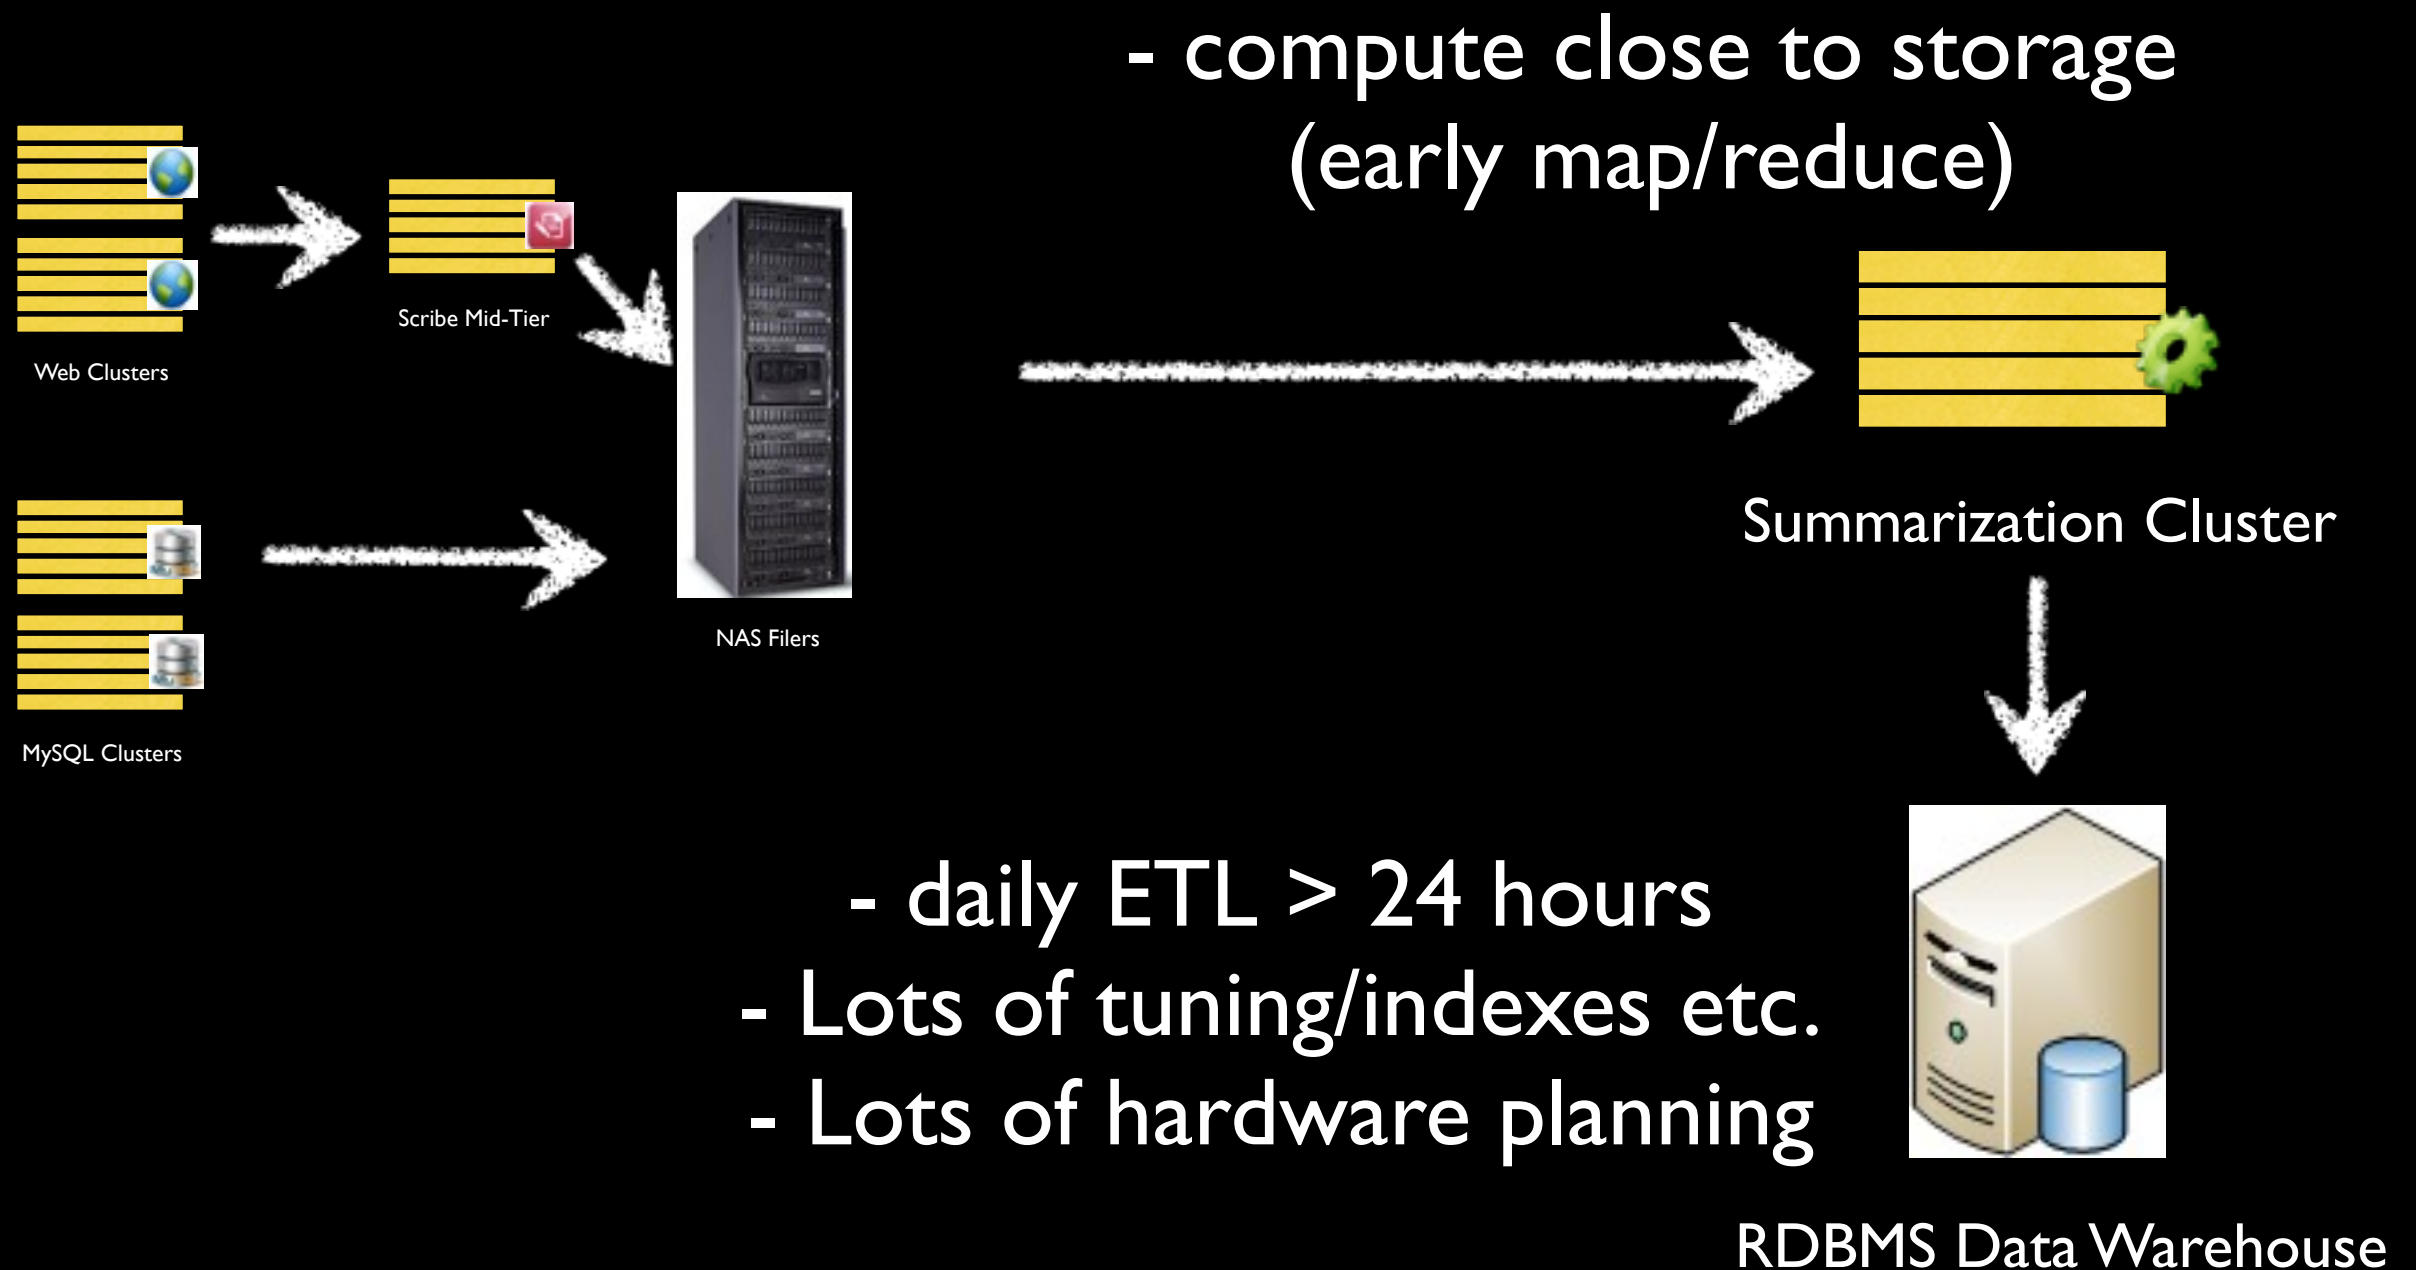 - compute close to storage
(early map/reduce)
Scribe Mid-Tier
Web Clusters
Summarization Cluster
NAS Filers
MySQL Clusters
- daily ETL > 24 hours
- Lots of tuning/indexes etc.
- Lots of hardware planning
RDBMS Data Warehouse